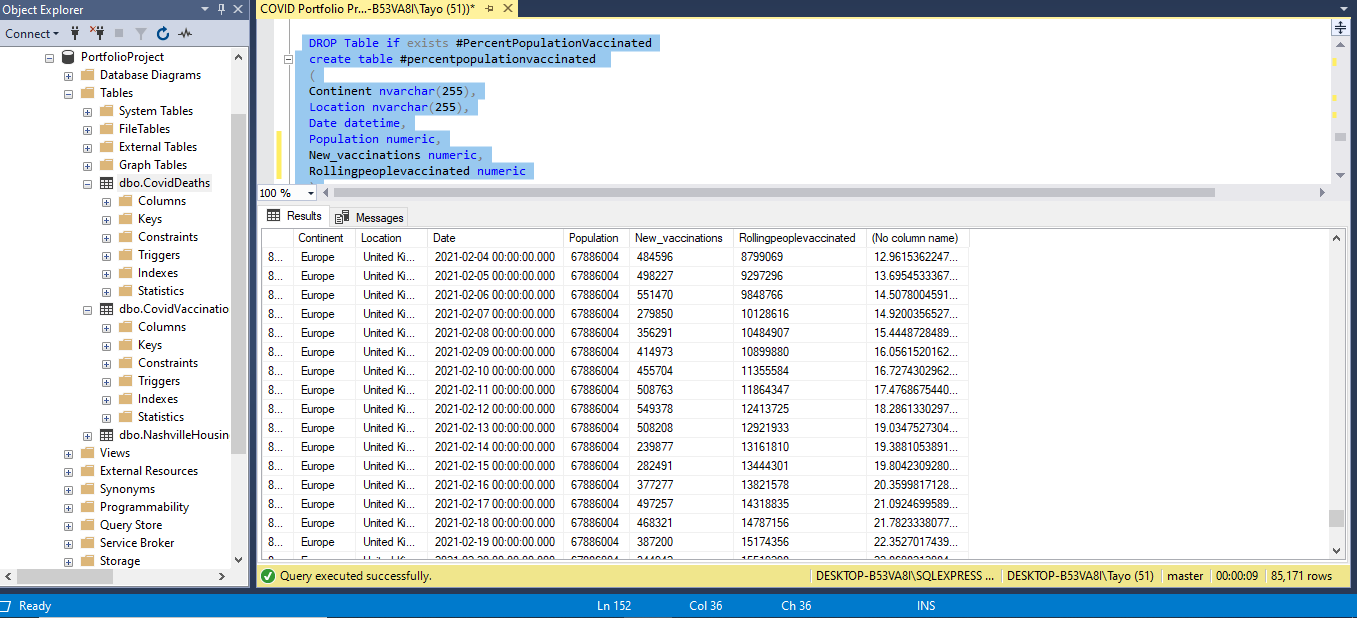 Object Explorer
Connect
PortfolioProject
Database Diagrams
Tables
System Tables
FileTables
External Tables
Graph Tables
dbo.CovidDeaths
Columns
Keys
Constraints
Triggers
Indexes
Statistics
dbo.CovidVaccinatio
Columns
Keys
Constraints
Triggers
Indexes
Statistics
dbo.NashvilleHousin
Views
External Resources
Synonyms
Programmability
Query Store
Service Broker
Storage
COVID Portfolio Pr...-B53VA8I\Tayo (51))*
DROP Table if exists #PercentPopulationVaccinated
create table #percentpopulationvaccinated
(
Continent nvarchar(255),
Location nvarchar(255),
Date datetime,
Population numeric,
New_vaccinations numeric,
Rollingpeoplevaccinated numeric
100 %
Results Messages
Continent Location Date Population New_vaccinations Rollingpeoplevaccinated (No column name)
8... Europe United Ki... 2021-02-04 00:00:00.000 67886004 484596 8799069 12.9615362247...
8... Europe United Ki... 2021-02-05 00:00:00.000 67886004 498227 9297296 13.6954533367...
8... Europe United Ki... 2021-02-06 00:00:00.000 67886004 551470 9848766 14.5078004591...
8... Europe United Ki... 2021-02-07 00:00:00.000 67886004 279850 10128616 14.9200356527...
8... Europe United Ki... 2021-02-08 00:00:00.000 67886004 356291 10484907 15.4448728489...
8... Europe United Ki... 2021-02-09 00:00:00.000 67886004 414973 10899880 16.0561520162...
8... Europe United Ki... 2021-02-10 00:00:00.000 67886004 455704 11355584 16.7274302962...
8... Europe United Ki... 2021-02-11 00:00:00.000 67886004 508763 11864347 17.4768675440...
8... Europe United Ki... 2021-02-12 00:00:00.000 67886004 549378 12413725 18.2861330297...
8... Europe United Ki... 2021-02-13 00:00:00.000 67886004 508208 12921933 19.0347527304...
8... Europe United Ki... 2021-02-14 00:00:00.000 67886004 239877 13161810 19.3881053891...
8... Europe United Ki... 2021-02-15 00:00:00.000 67886004 282491 13444301 19.8042309280...
8... Europe United Ki... 2021-02-16 00:00:00.000 67886004 377277 13821578 20.3599817128...
8... Europe United Ki... 2021-02-17 00:00:00.000 67886004 497257 14318835 21.0924699589...
8... Europe United Ki... 2021-02-18 00:00:00.000 67886004 468321 14787156 21.7823338077...
8... Europe United Ki... 2021-02-19 00:00:00.000 67886004 387200 15174356 22.3527017439...
Query executed successfully. DESKTOP-B53VA8I\SQLEXPRESS ... DESKTOP-B53VA8I\Tayo (51) master 00:00:09 85,171 rows
Ready Ln 152 Col 36 Ch 36 INS